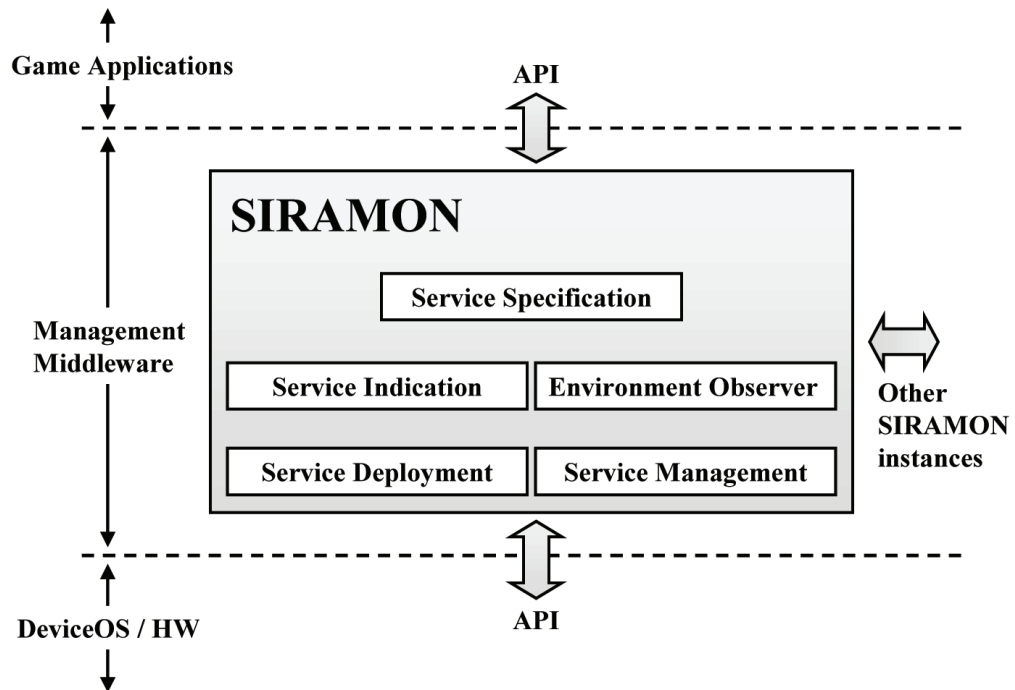 Game Applications
API
SIRAMON
Service Specification
Management
Middleware
Service Indication
Environment Observer
Other
SIRAMON
instances
Service Deployment
Service Management
DeviceOS / HW
API